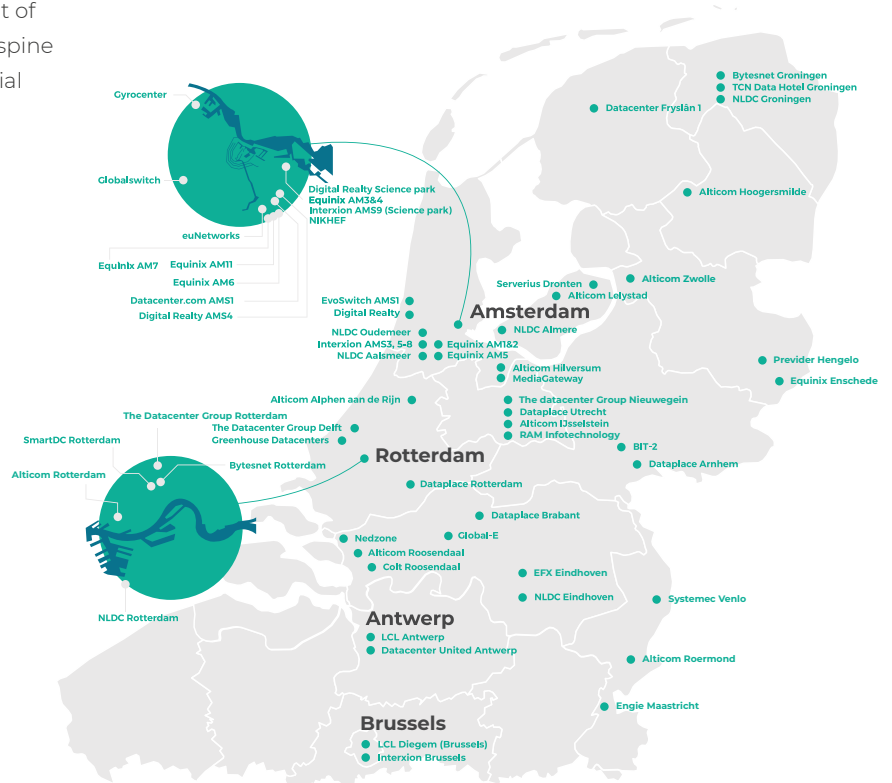 t of
spine
ial
Gyrocenter
Globalswitch
Digital Realty Science park
Equinix AM3&4
Interxion AMS9 (Science park)
NIKHEF
euNetworks
Equinix AM7
Equinix AM11
Equinix AM6
Datacenter.com AMS1
Digital Realty AMS4
Bytesnet Groningen
TCN Data Hotel Groningen
NLDC Groningen
Datacenter Fryslân 1
Alticom Hoogersmilde
Alticom Zwolle
Serverius Dronten
Alticom Lelystad
EvoSwitch AMS1
Digital Realty
Amsterdam
NLDC Almere
NLDC Oudemeer
Interxion AMS3, 5-8
NLDC Aalsmeer
Equinix AM1&2
Equinix AM5
Previder Hengelo
Equinix Enschede
Alticom Hilversum
MediaGateway
Alticom Alphen aan de Rijn
The datacenter Group Nieuwegein
Dataplace Utrecht
Alticom IJsselstein
RAM Infotechnology
The Datacenter Group Delft
Greenhouse Datacenters
BIT-2
Dataplace Arnhem
The Datacenter Group Rotterdam
SmartDC Rotterdam
Bytesnet Rotterdam
Alticom Rotterdam
NLDC Rotterdam
Rotterdam
Dataplace Rotterdam
Dataplace Brabant
Nedzone
Global-E
Alticom Roosendaal
Colt Roosendaal
EFX Eindhoven
NLDC Eindhoven
Systemec Venlo
Antwerp
LCL Antwerp
Datacenter United Antwerp
Alticom Roermond
Engie Maastricht
Brussels
LCL Diegem (Brussels)
Interxion Brussels